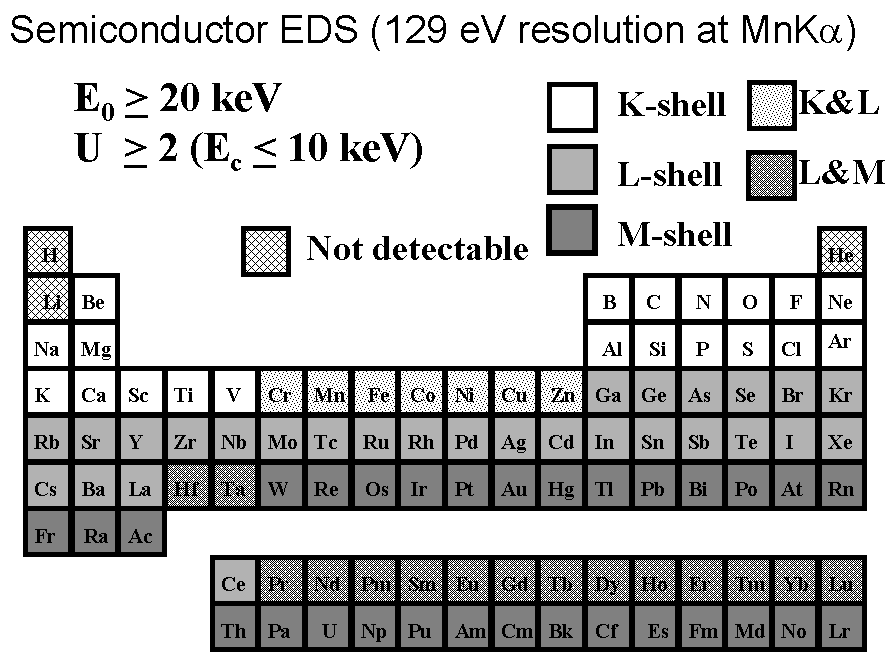 Semiconductor EDS (129 eV resolution at MnKα)
E0 ≥ 20 keV
U ≥ 2 (Ec ≤ 10 keV)
K-shell K&L
L-shell L&M
M-shell
Not detectable
H He
Li Be B C N O F Ne
Na Mg Al Si P S Cl Ar
K Ca Sc Ti V Cr Mn Fe Co Ni Cu Zn Ga Ge As Se Br Kr
Rb Sr Y Zr Nb Mo Tc Ru Rh Pd Ag Cd In Sn Sb Te I Xe
Cs Ba La Hf Ta W Re Os Ir Pt Au Hg Tl Pb Bi Po At Rn
Fr Ra Ac
Ce Pr Nd Pm Sm Eu Gd Tb Dy Ho Er Tm Yb Lu
Th Pa U Np Pu Am Cm Bk Cf Es Fm Md No Lr